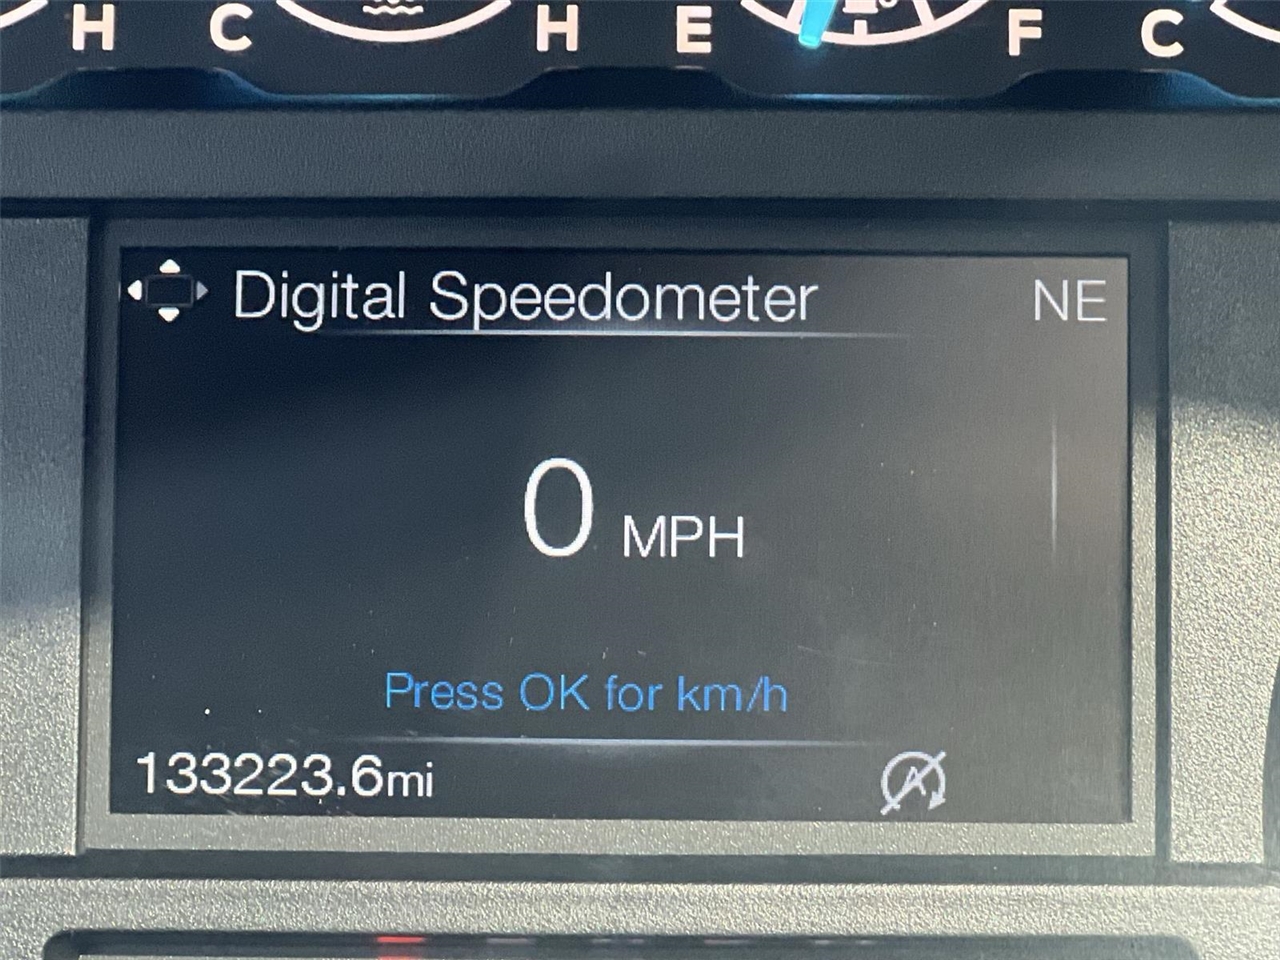 H C H E F C
Digital Speedometer NE
0 MPH
Press OK for km/h
133223.6mi
A